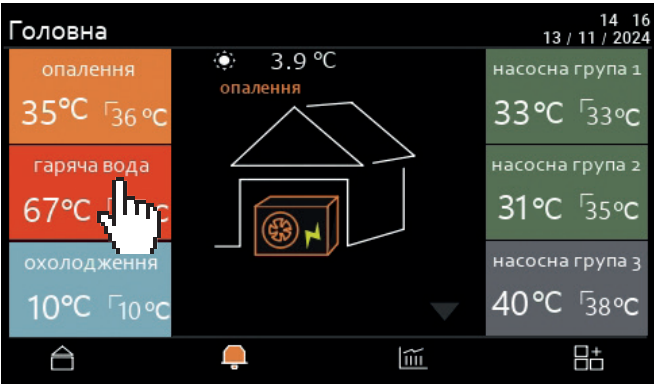 Головна
14 16
13 / 11 / 2024
опалення
35°C 36°C
гаряча вода
67°C
охолодження
10°C 10°C
3.9 °C
опалення
насосна група 1
33°C 33°C
насосна група 2
31°C 35°C
насосна група 3
40°C 38°C